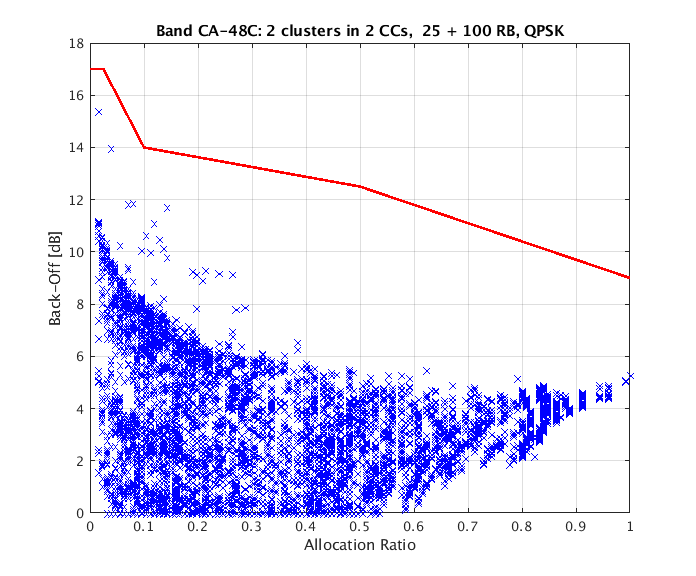 Band CA-48C: 2 clusters in 2 CCs, 25 + 100 RB, QPSK
Back-Off [dB]
18
16
14
12
10
8
6
4
2
0
0 0.1 0.2 0.3 0.4 0.5 0.6 0.7 0.8 0.9 1
Allocation Ratio